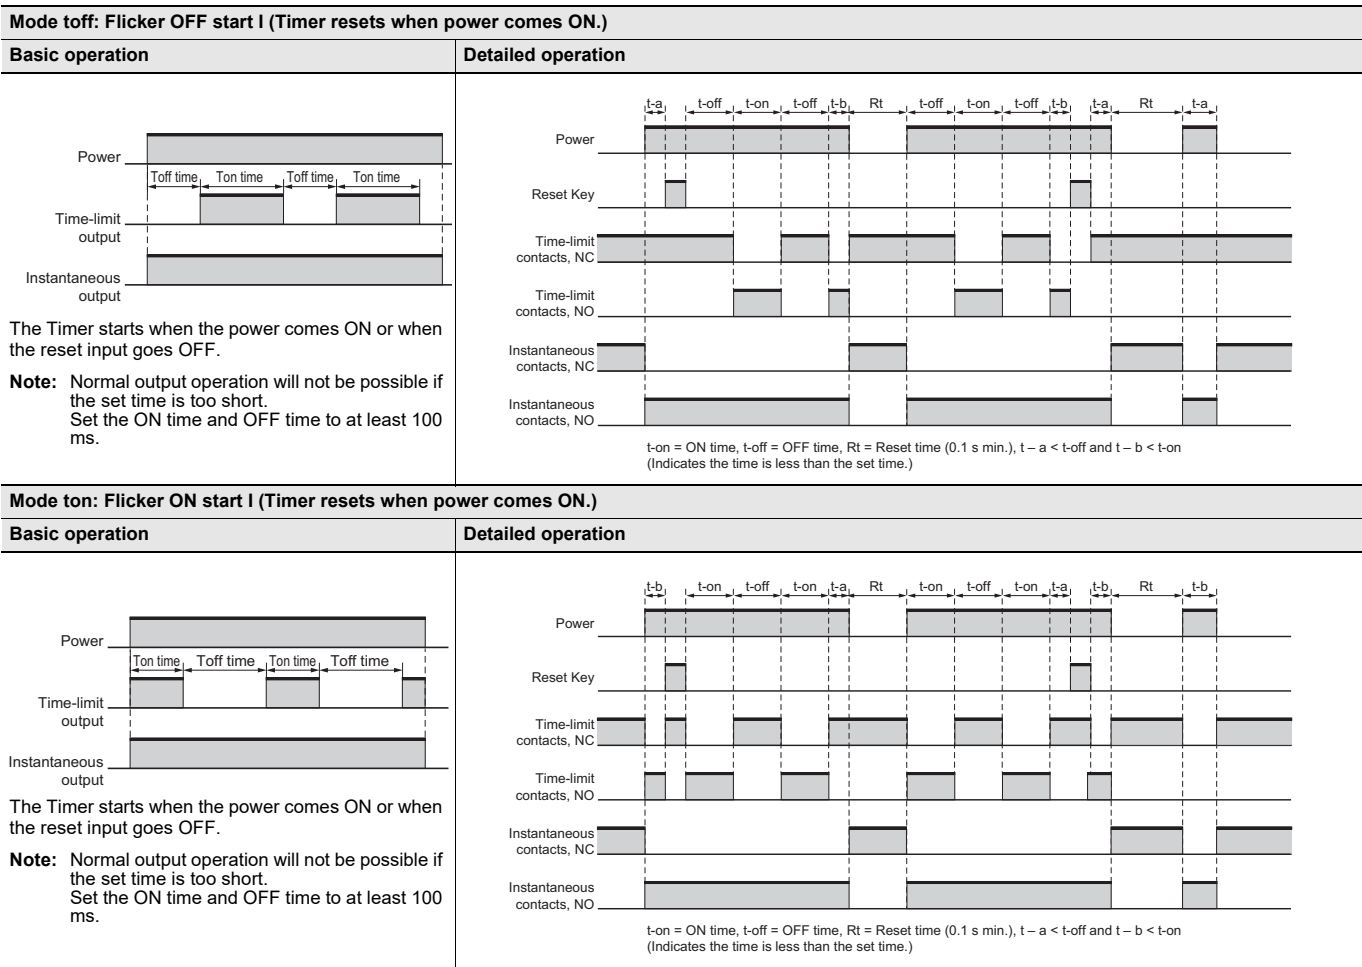 Mode toff: Flicker OFF start I (Timer resets when power comes ON.)
Basic operation
Detailed operation
Power
Toff time Ton time Toff time Ton time
Time-limit
output
Instantaneous
output
The Timer starts when the power comes ON or when
the reset input goes OFF.
Note: Normal output operation will not be possible if
the set time is too short.
Set the ON time and OFF time to at least 100
ms.
t-a t-off t-on t-off t-b Rt t-off t-on t-off t-b t-a Rt t-a
Power
Reset Key
Time-limit
contacts, NC
Time-limit
contacts, NO
Instantaneous
contacts, NC
Instantaneous
contacts, NO
t-on = ON time, t-off = OFF time, Rt = Reset time (0.1 s min.), t – a < t-off and t – b < t-on
(Indicates the time is less than the set time.)
Mode ton: Flicker ON start I (Timer resets when power comes ON.)
Basic operation
Detailed operation
Power
Ton time Toff time Ton time Toff time
Time-limit
output
Instantaneous
output
The Timer starts when the power comes ON or when
the reset input goes OFF.
Note: Normal output operation will not be possible if
the set time is too short.
Set the ON time and OFF time to at least 100
ms.
t-b t-on t-off t-on t-a Rt t-on t-off t-on t-a t-b Rt t-b
Power
Reset Key
Time-limit
contacts, NC
Time-limit
contacts, NO
Instantaneous
contacts, NC
Instantaneous
contacts, NO
t-on = ON time, t-off = OFF time, Rt = Reset time (0.1 s min.), t – a < t-off and t – b < t-on
(Indicates the time is less than the set time.)